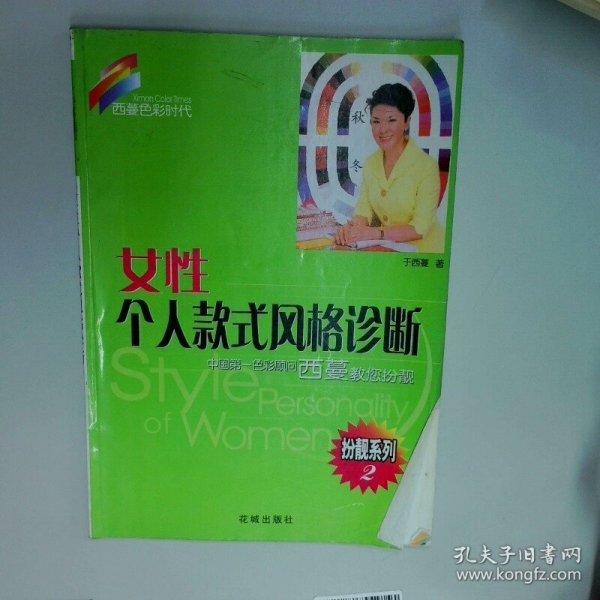 Ximan Color Times
西蔓色彩时代
秋
冬
于西蔓 著
女性
个人款式风格诊断
中国第一色彩顾问西蔓教您扮靓
Style
Personality
of Women
扮靓系列
2
花城出版社
孔夫子旧书网
www.kongfz.com